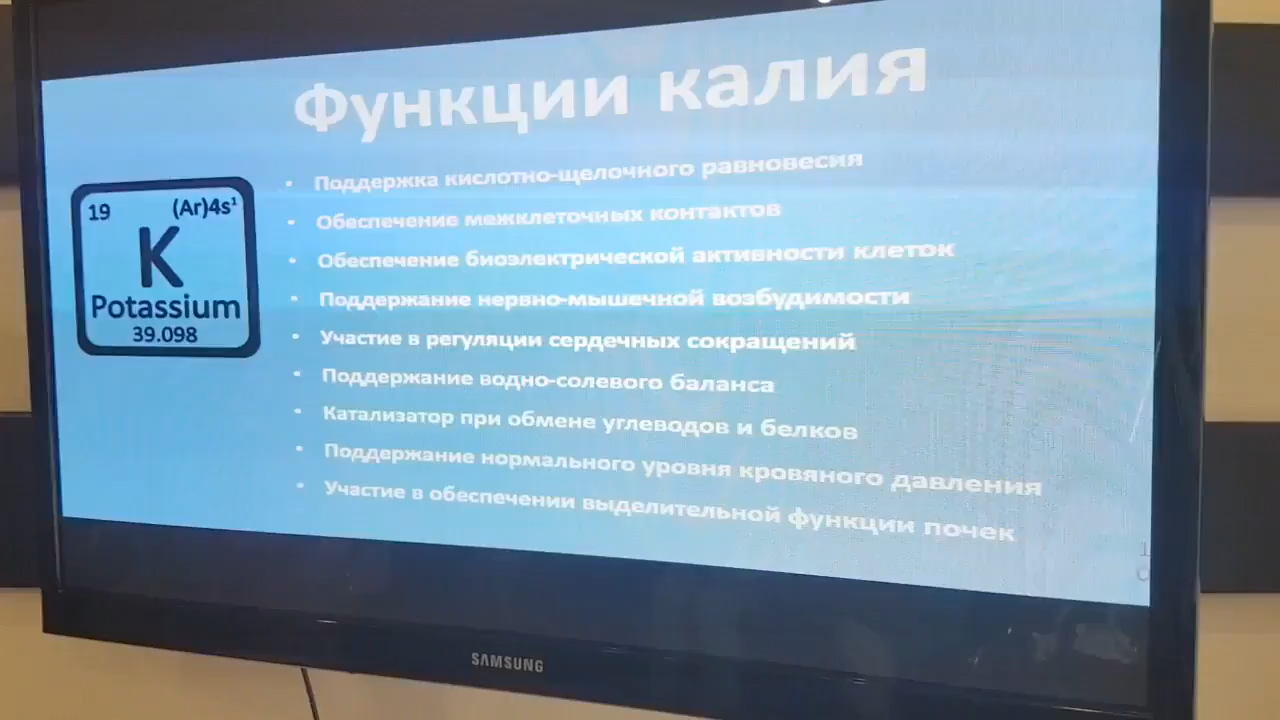 Функции калия
19 (Ar)4s¹
K
Potassium
39.098
• Поддержка кислотно-щелочного равновесия
• Обеспечение межклеточных контактов
• Обеспечение биоэлектрической активности клеток
• Поддержание нервно-мышечной возбудимости
• Участие в регуляции сердечных сокращений
• Поддержание водно-солевого баланса
• Катализатор при обмене углеводов и белков
• Поддержание нормального уровня кровяного давления
• Участие в обеспечении выделительной функции почек
SAMSUNG